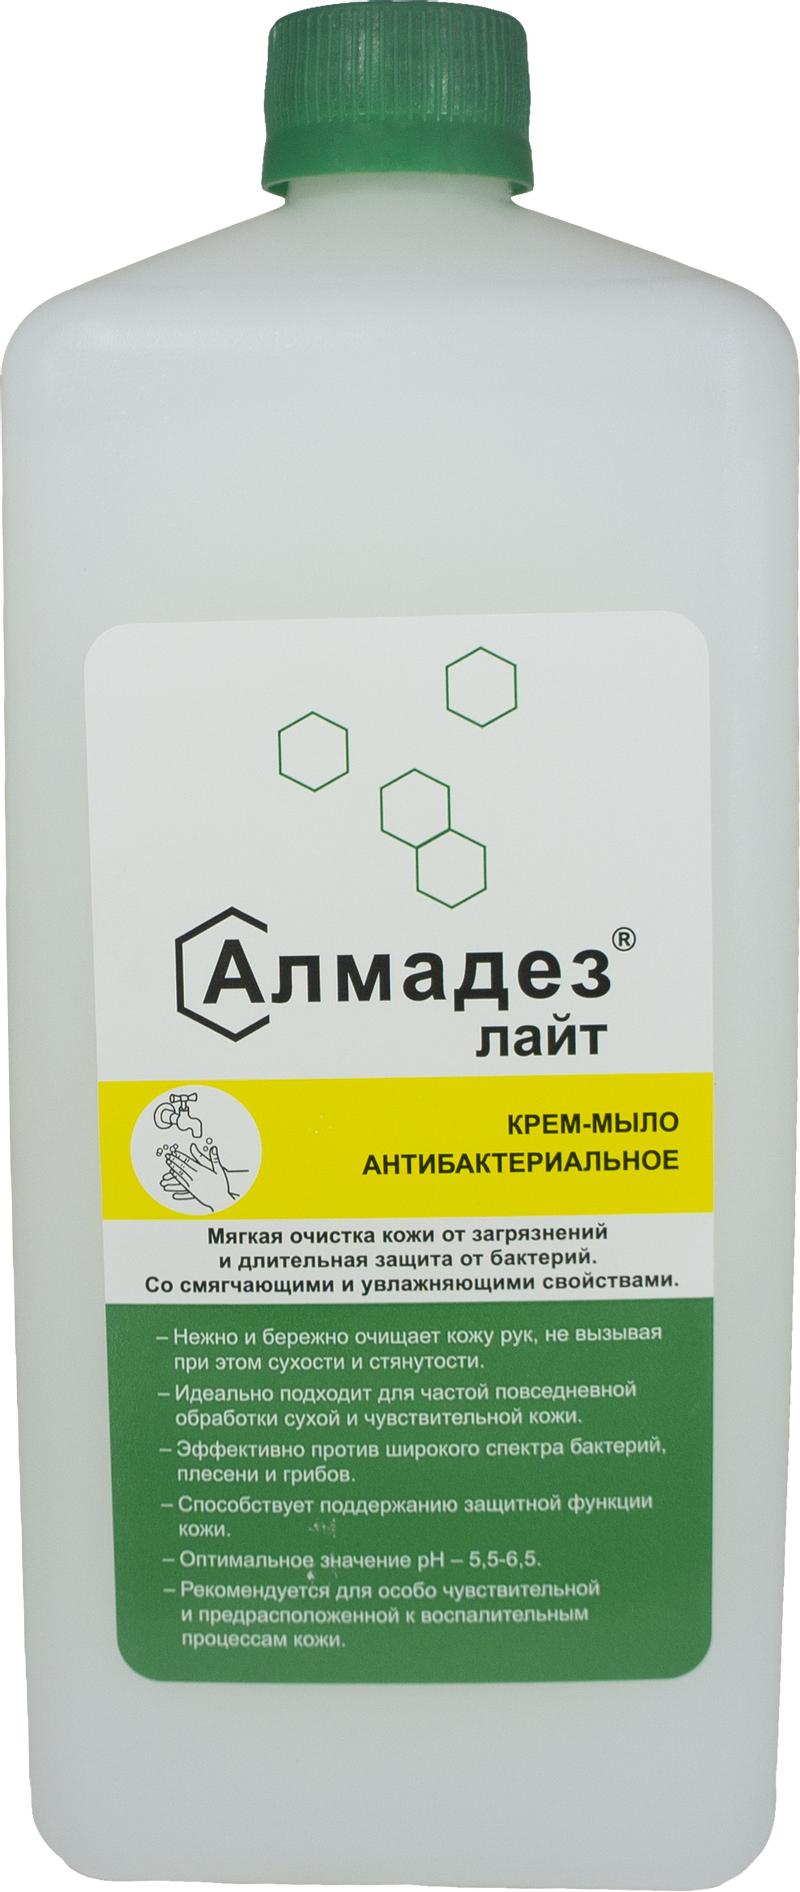 Алмадез®
лайт
КРЕМ-МЫЛО
АНТИБАКТЕРИАЛЬНОЕ
Мягкая очистка кожи от загрязнений
и длительная защита от бактерий.
Со смягчающими и увлажняющими свойствами.
– Нежно и бережно очищает кожу рук, не вызывая
при этом сухости и стянутости.
– Идеально подходит для частой повседневной
обработки сухой и чувствительной кожи.
– Эффективно против широкого спектра бактерий,
плесени и грибов.
– Способствует поддержанию защитной функции
кожи.
– Оптимальное значение pH – 5,5-6,5.
– Рекомендуется для особо чувствительной
и предрасположенной к воспалительным
процессам кожи.